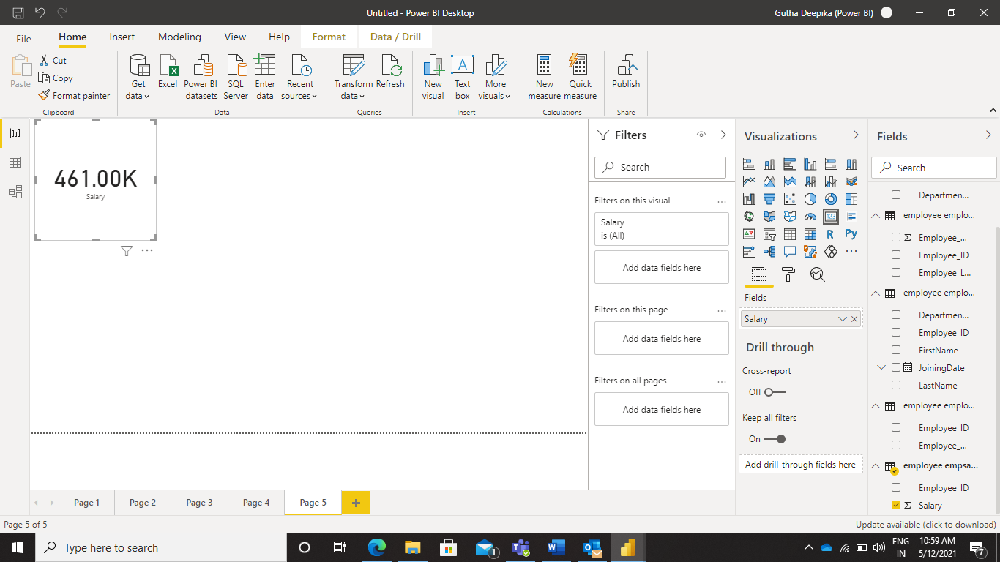 Untitled - Power BI Desktop
Gutha Deepika (Power BI)
File
Home
Insert
Modeling
View
Help
Format
Data / Drill
Paste
Cut
Copy
Format painter
Clipboard
Get data
Excel
Power BI datasets
SQL Server
Enter data
Recent sources
Data
Transform data
Refresh
Queries
New visual
Text box
More visuals
Insert
New measure
Quick measure
Calculations
Publish
Share
461.00K
Salary
Filters
Search
Filters on this visual
...
Salary
is (All)
Add data fields here
Filters on this page
...
Add data fields here
Filters on all pages
...
Add data fields here
Visualizations
123
R
Py
...
Fields
Salary
Drill through
Cross-report
Off
Keep all filters
On
Add drill-through fields here
Fields
Search
Departmen...
employee emplo...
Σ Employee_...
Employee_ID
Employee_L...
employee emplo...
Departmen...
Employee_ID
FirstName
JoiningDate
LastName
employee emplo...
Employee_ID
Employee_...
employee empsa...
Employee_ID
Σ Salary
Page 1
Page 2
Page 3
Page 4
Page 5
+
Page 5 of 5
Update available (click to download)
Type here to search
1
ENG
IN
10:59 AM
5/12/2021
7